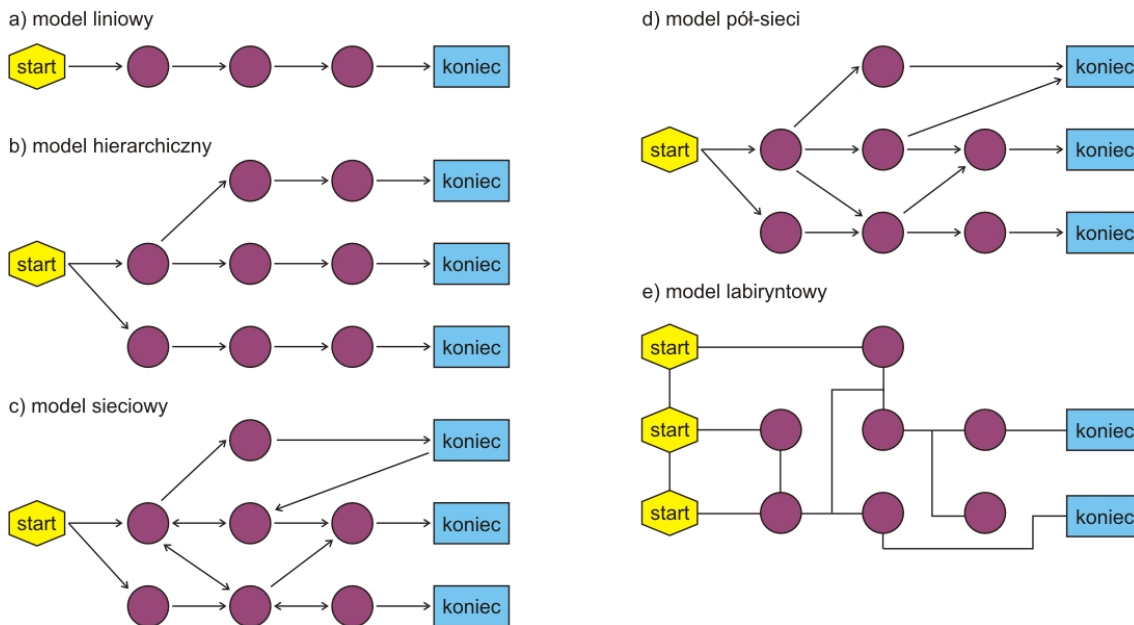 a) model liniowy
start
koniec
b) model hierarchiczny
koniec
start
koniec
koniec
c) model sieciowy
koniec
start
koniec
koniec
d) model pół-sieci
koniec
start
koniec
koniec
e) model labiryntowy
start
start
koniec
start
koniec